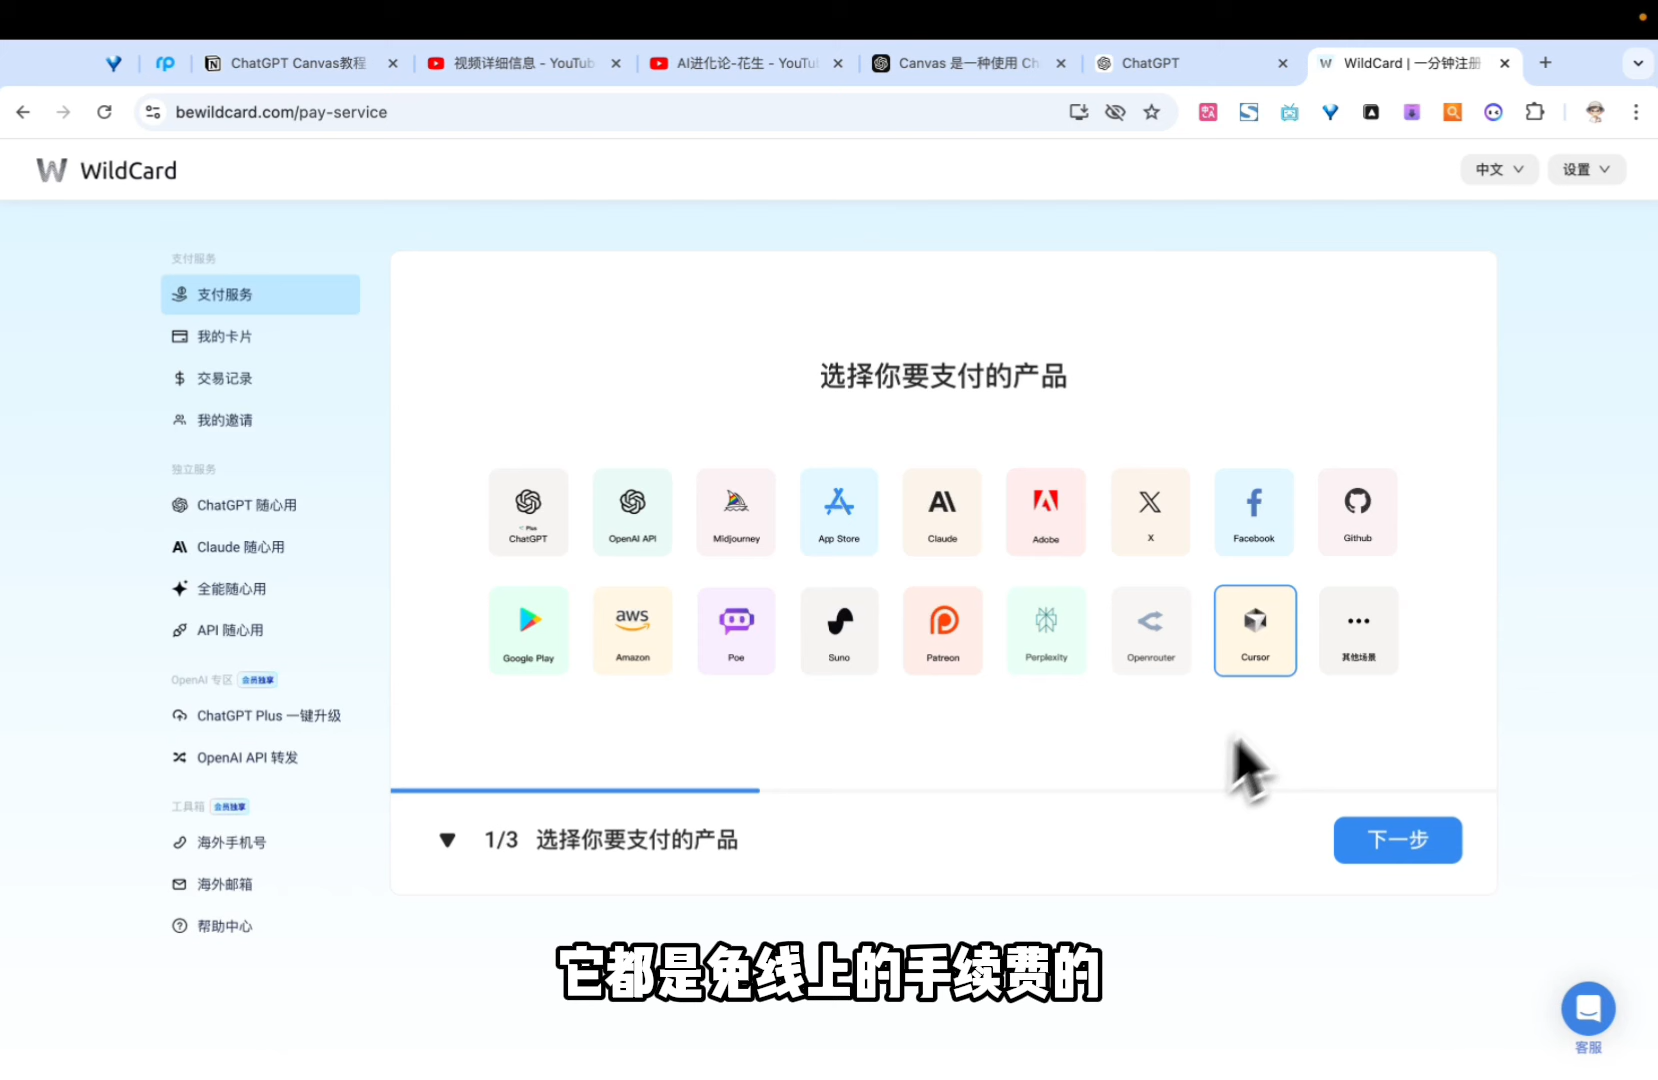 ChatGPT Canvas教程
视频详细信息 - YouTub
AI进化论-花生 - YouTu
Canvas 是一种使用 Ch
ChatGPT
WildCard | 一分钟注册
bewildcard.com/pay-service
WildCard
中文
设置
支付服务
支付服务
我的卡片
交易记录
我的邀请
独立服务
ChatGPT 随心用
Claude 随心用
全能随心用
API 随心用
OpenAI 专区 会员独享
ChatGPT Plus 一键升级
OpenAI API 转发
工具箱 会员独享
海外手机号
海外邮箱
帮助中心
选择你要支付的产品
Plus
ChatGPT
OpenAI API
Midjourney
App Store
Claude
Adobe
X
Facebook
Github
Google Play
aws
Amazon
Poe
Suno
Patreon
Perplexity
Openrouter
Cursor
其他场景
1/3 选择你要支付的产品
下一步
它都是免线上的手续费的
客服